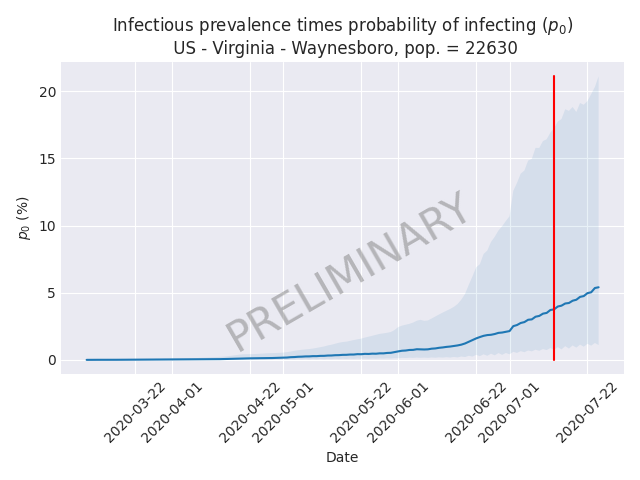 Infectious prevalence times probability of infecting (p₀)
US - Virginia - Waynesboro, pop. = 22630
20
15
10
5
0
p₀ (%)
PRELIMINARY
2020-03-22
2020-04-01
2020-04-22
2020-05-01
2020-05-22
2020-06-01
2020-06-22
2020-07-01
2020-07-22
Date